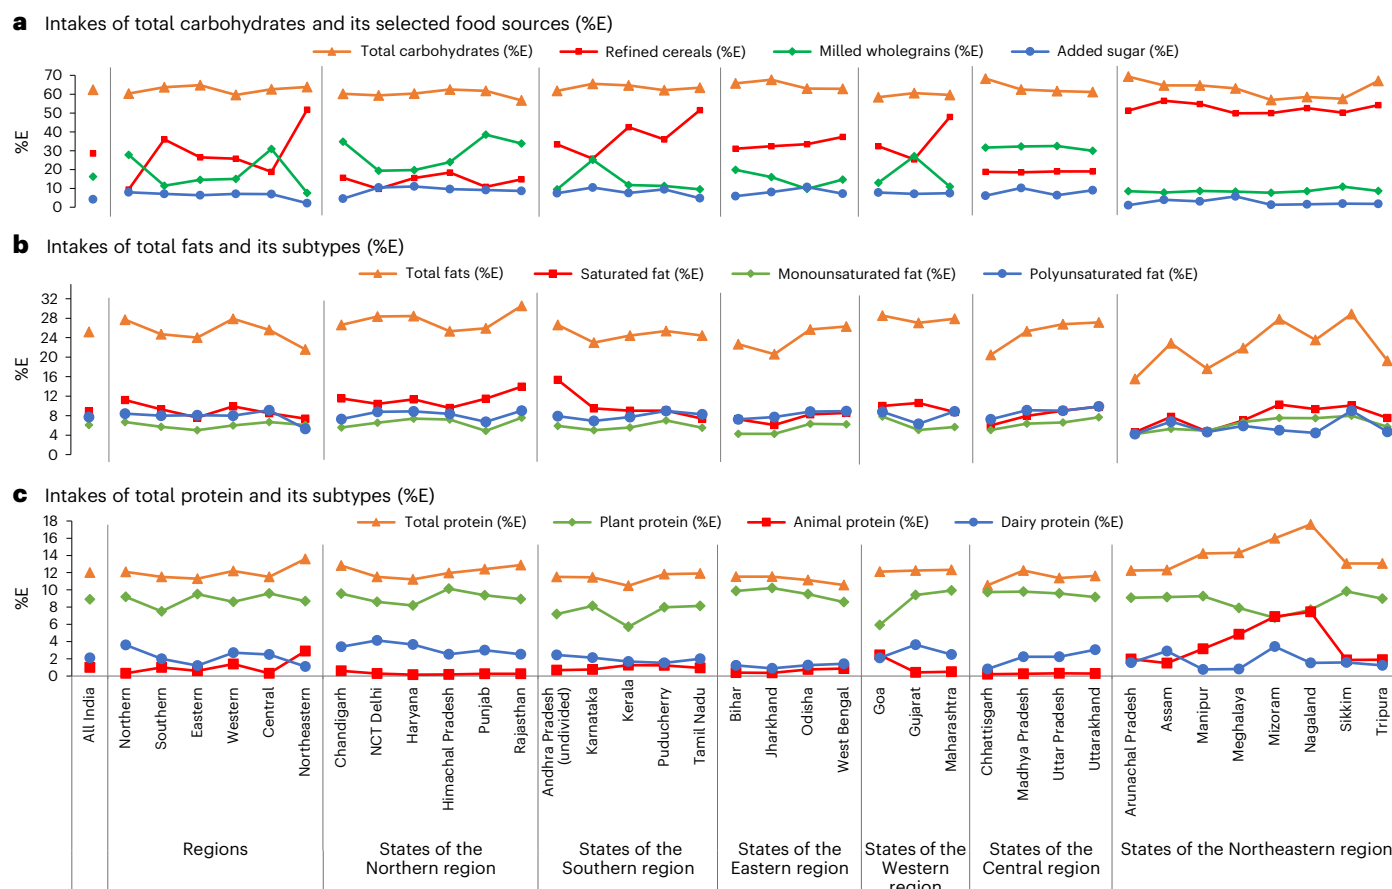 a Intakes of total carbohydrates and its selected food sources (%E)
Total carbohydrates (%E) Refined cereals (%E) Milled wholegrains (%E) Added sugar (%E)
70
60
50
40
30
20
10
0
%E
b Intakes of total fats and its subtypes (%E)
Total fats (%E) Saturated fat (%E) Monounsaturated fat (%E) Polyunsaturated fat (%E)
32
28
24
20
16
12
8
4
0
%E
c Intakes of total protein and its subtypes (%E)
Total protein (%E) Plant protein (%E) Animal protein (%E) Dairy protein (%E)
18
16
14
12
10
8
6
4
2
0
%E
All India
Northern
Southern
Eastern
Western
Central
Northeastern
Chandigarh
NCT Delhi
Haryana
Himachal Pradesh
Punjab
Rajasthan
Andhra Pradesh
(undivided)
Karnataka
Kerala
Puducherry
Tamil Nadu
Bihar
Jharkhand
Odisha
West Bengal
Goa
Gujarat
Maharashtra
Chhattisgarh
Madhya Pradesh
Uttar Pradesh
Uttarakhand
Arunachal Pradesh
Assam
Manipur
Meghalaya
Mizoram
Nagaland
Sikkim
Tripura
Regions
States of the
Northern region
States of the
Southern region
States of the
Eastern region
States of the
Western
region
States of the
Central region
States of the Northeastern region